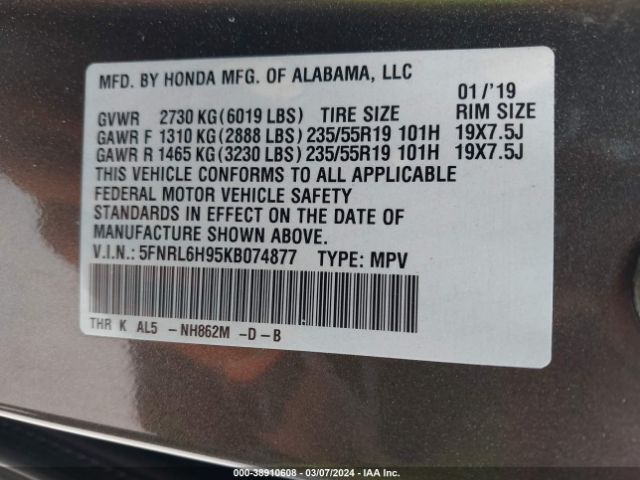 MFD. BY HONDA MFG. OF ALABAMA, LLC
01/'19
GVWR 2730 KG (6019 LBS) TIRE SIZE RIM SIZE
GAWR F 1310 KG (2888 LBS) 235/55R19 101H 19X7.5J
GAWR R 1465 KG (3230 LBS) 235/55R19 101H 19X7.5J
THIS VEHICLE CONFORMS TO ALL APPLICABLE
FEDERAL MOTOR VEHICLE SAFETY
STANDARDS IN EFFECT ON THE DATE OF
MANUFACTURE SHOWN ABOVE.
V.I.N.: 5FNRL6H95KB074877 TYPE: MPV
THR K AL5 -NH862M -D-B
000-38910608 - 03/07/2024 - IAA Inc.